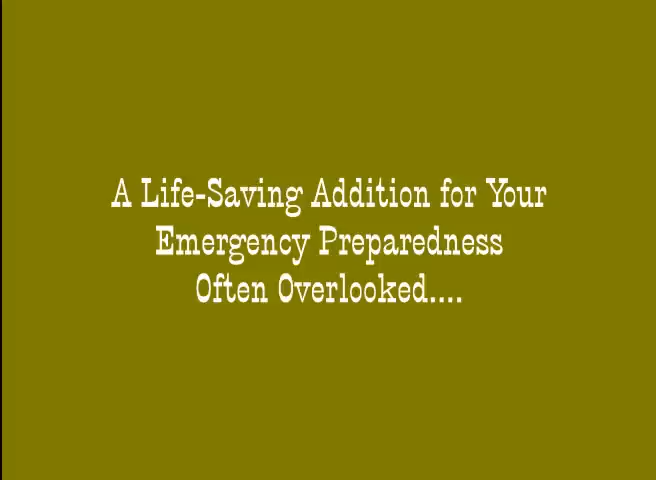 A Life-Saving Addition for Your
Emergency Preparedness
Often Overlooked....